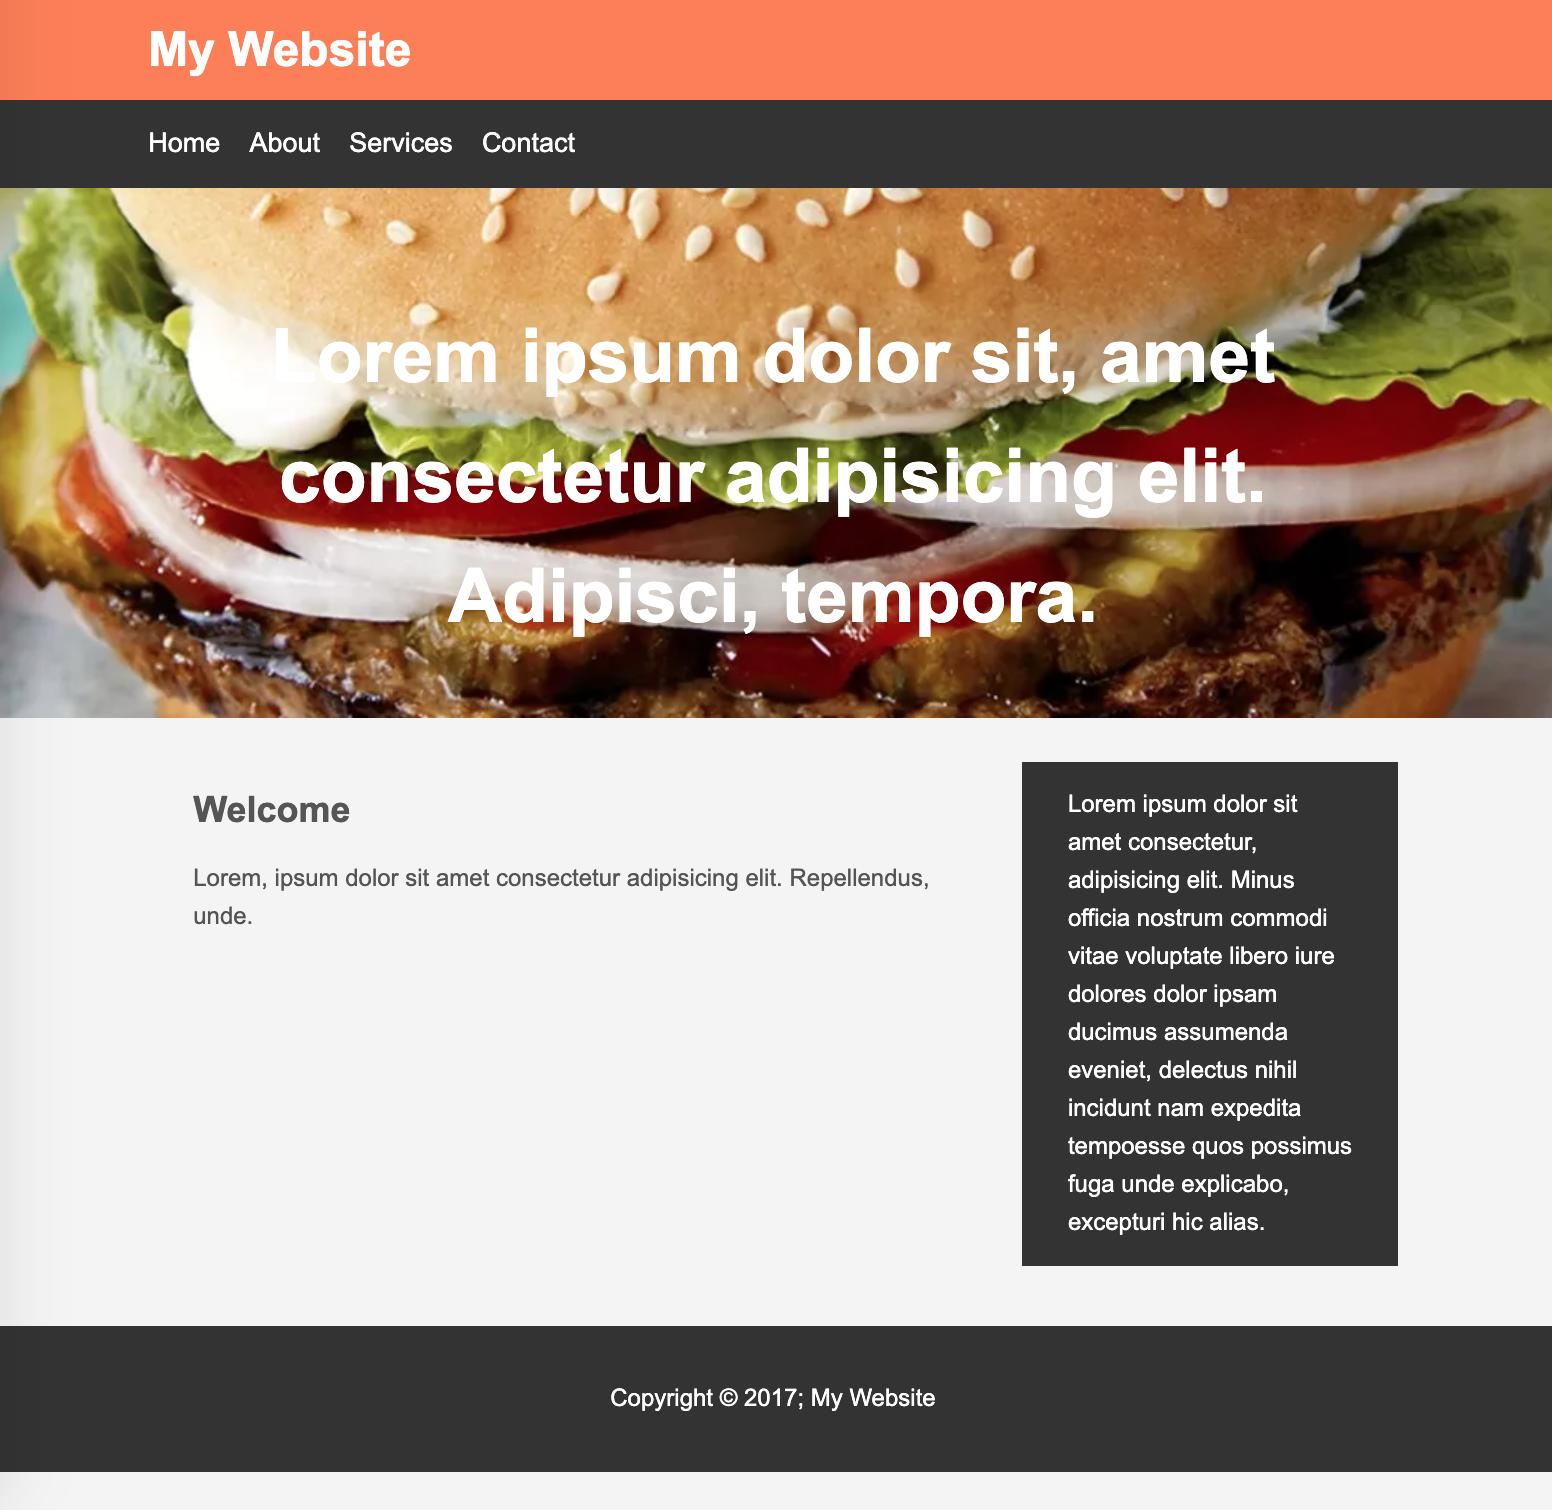 My Website
Home About Services Contact
Lorem ipsum dolor sit, amet
consectetur adipisicing elit.
Adipisci, tempora.
Welcome
Lorem, ipsum dolor sit amet consectetur adipisicing elit. Repellendus,
unde.
Lorem ipsum dolor sit
amet consectetur,
adipisicing elit. Minus
officia nostrum commodi
vitae voluptate libero iure
dolores dolor ipsam
ducimus assumenda
eveniet, delectus nihil
incidunt nam expedita
tempoesse quos possimus
fuga unde explicabo,
excepturi hic alias.
Copyright © 2017; My Website